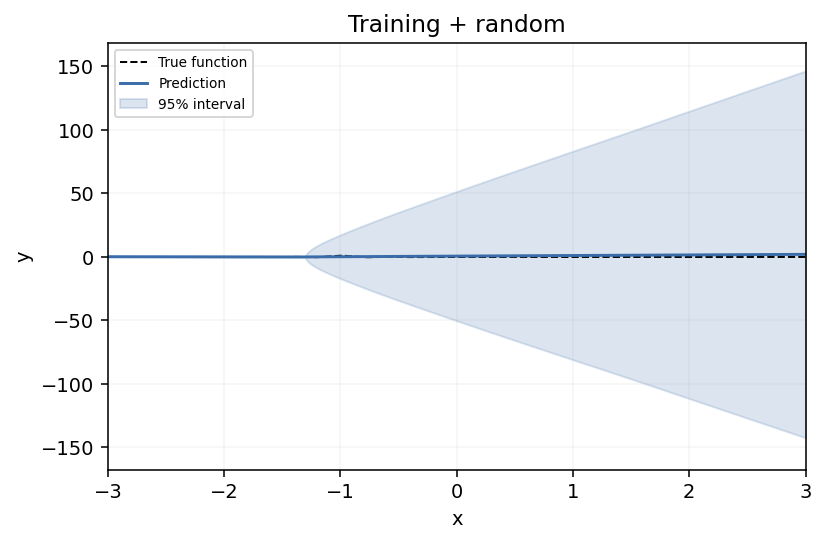 Training + random
True function
Prediction
95% interval
150
100
50
0
−50
−100
−150
y
−3
−2
−1
0
1
2
3
x